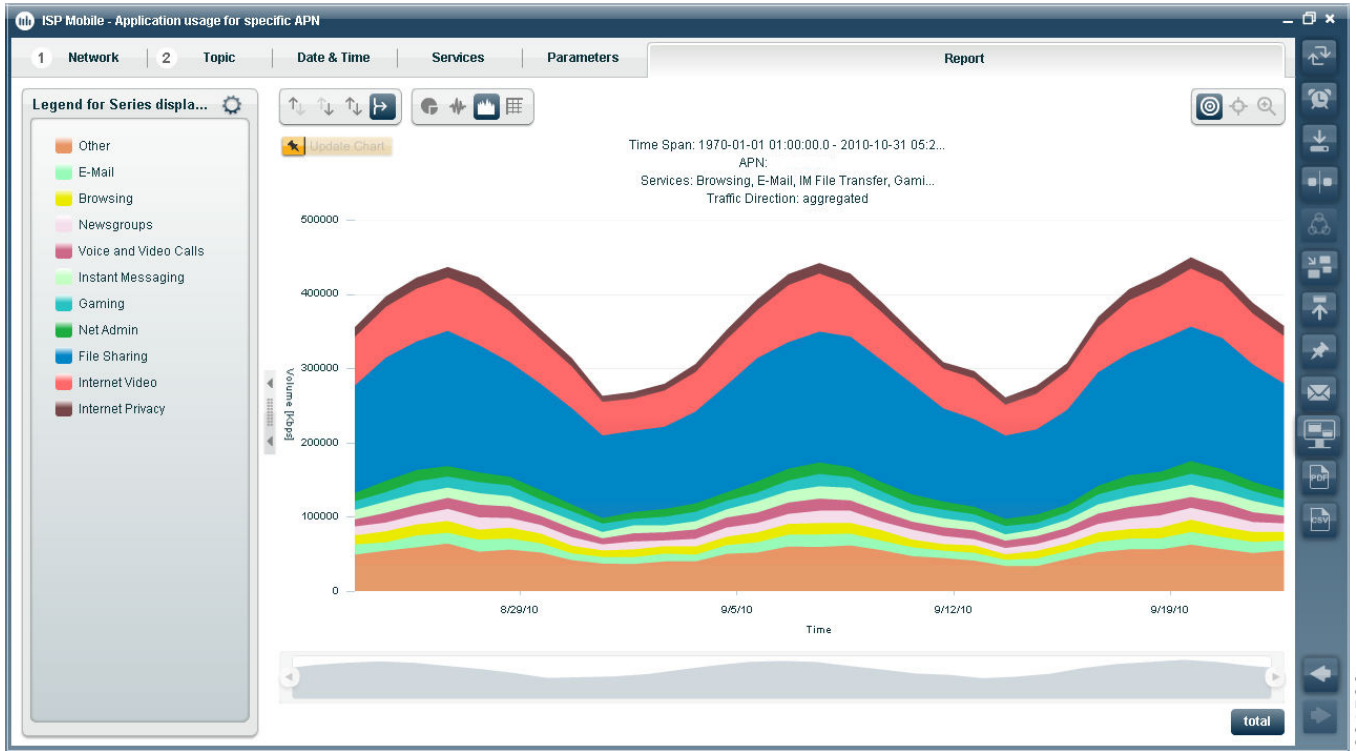 ISP Mobile - Application usage for specific APN
1 Network 2 Topic Date & Time Services Parameters Report
Legend for Series displa...
Other
E-Mail
Browsing
Newsgroups
Voice and Video Calls
Instant Messaging
Gaming
Net Admin
File Sharing
Internet Video
Internet Privacy
Update Chart
Time Span: 1970-01-01 01:00:00.0 - 2010-10-31 05:2...
APN:
Services: Browsing, E-Mail, IM File Transfer, Gami...
Traffic Direction: aggregated
500000
400000
300000
200000
100000
0
Volume [Kbps]
8/29/10 9/5/10 9/12/10 9/19/10
Time
total
PDF
CSV